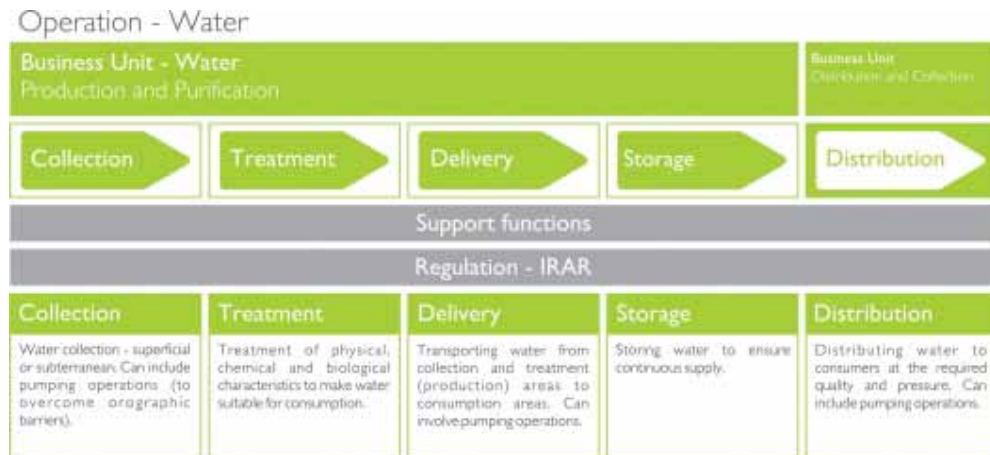 Operation - Water
Business Unit - Water
Production and Purification
Business Unit
Distribution and Collection
Collection
Treatment
Delivery
Storage
Distribution
Support functions
Regulation - IRAR
Collection
Water collection - superficial
or subterranean. Can include
pumping operations (to
overcome orographic
barriers).
Treatment
Treatment of physical,
chemical and biological
characteristics to make water
suitable for consumption.
Delivery
Transporting water from
collection and treatment
(production) areas to
consumption areas. Can
involve pumping operations.
Storage
Storing water to ensure
continuous supply.
Distribution
Distributing water to
consumers at the required
quality and pressure. Can
include pumping operations.